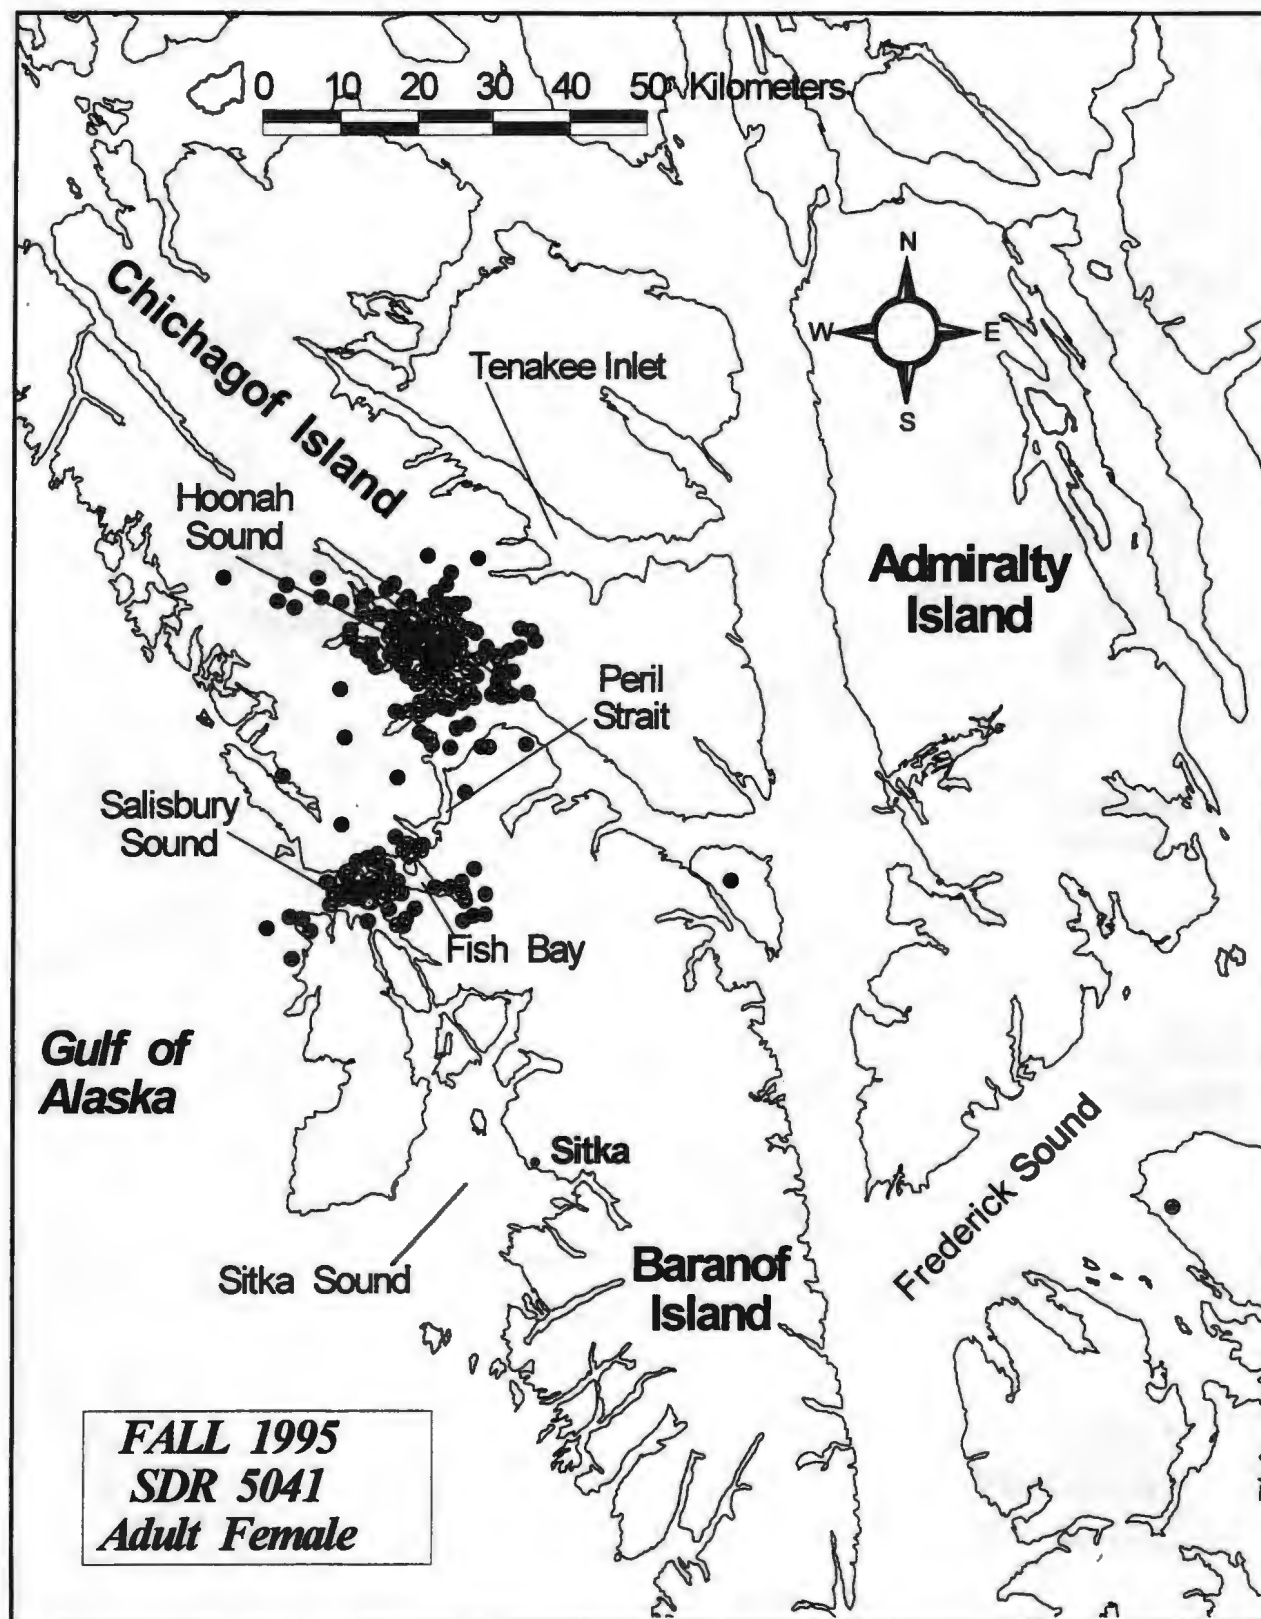 0 10 20 30 40 50 Kilometers
N
W E
S
Chichagof Island
Tenakee Inlet
Hoonah
Sound
Admiralty
Island
Peril
Strait
Salisbury
Sound
Fish Bay
Gulf of
Alaska
Sitka
Frederick Sound
Sitka Sound
Baranof
Island
FALL 1995
SDR 5041
Adult Female